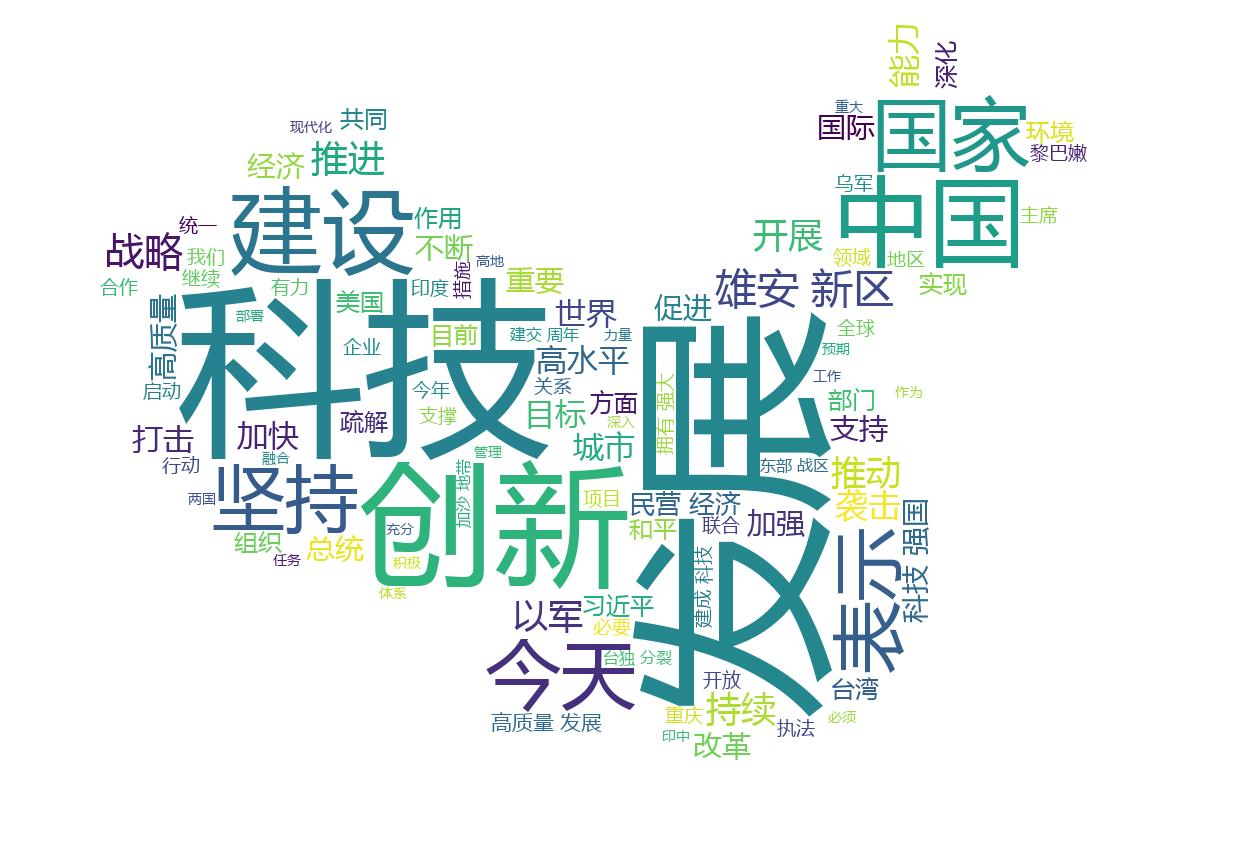 能力
深化
重大
国家
国际
环境
黎巴嫩
现代化
共同
经济
推进
乌军
中国
主席
建设
作用
统一
战略
我们
不断
开展
领域
地区
合作
继续
措施
高地
有力
美国
印度
重要
雄安 新区
实现
高质量
科技
部署
世界
促进
目前
建交 周年
力量
全球
企业
高水平
预期
发展
启动
今年
关系
工作
作为
拥有 强大
部门
支撑
目标
方面
深入
支持
打击
加快
疏解
城市
行动
融合
管理
东部 战区
推动
两国
坚持
创新
加沙 地带
项目
民营 经济
袭击
充分
和平
联合
加强
科技 强国
组织
任务
总统
积极
体系
建成 科技
表示
以军
习近平
必要
今天
台独 分裂
开放
台湾
高质量 发展
重庆
持续
执法
必须
印中
改革